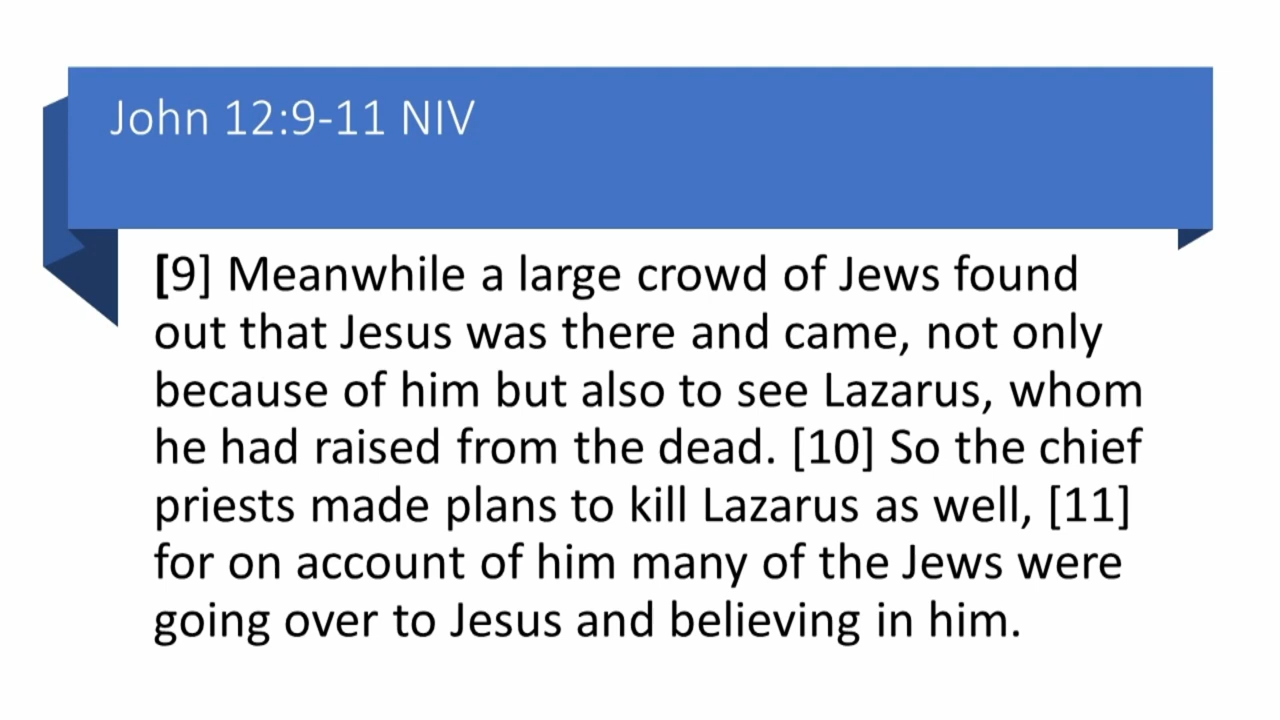 John 12:9-11 NIV
[9] Meanwhile a large crowd of Jews found
out that Jesus was there and came, not only
because of him but also to see Lazarus, whom
he had raised from the dead. [10] So the chief
priests made plans to kill Lazarus as well, [11]
for on account of him many of the Jews were
going over to Jesus and believing in him.